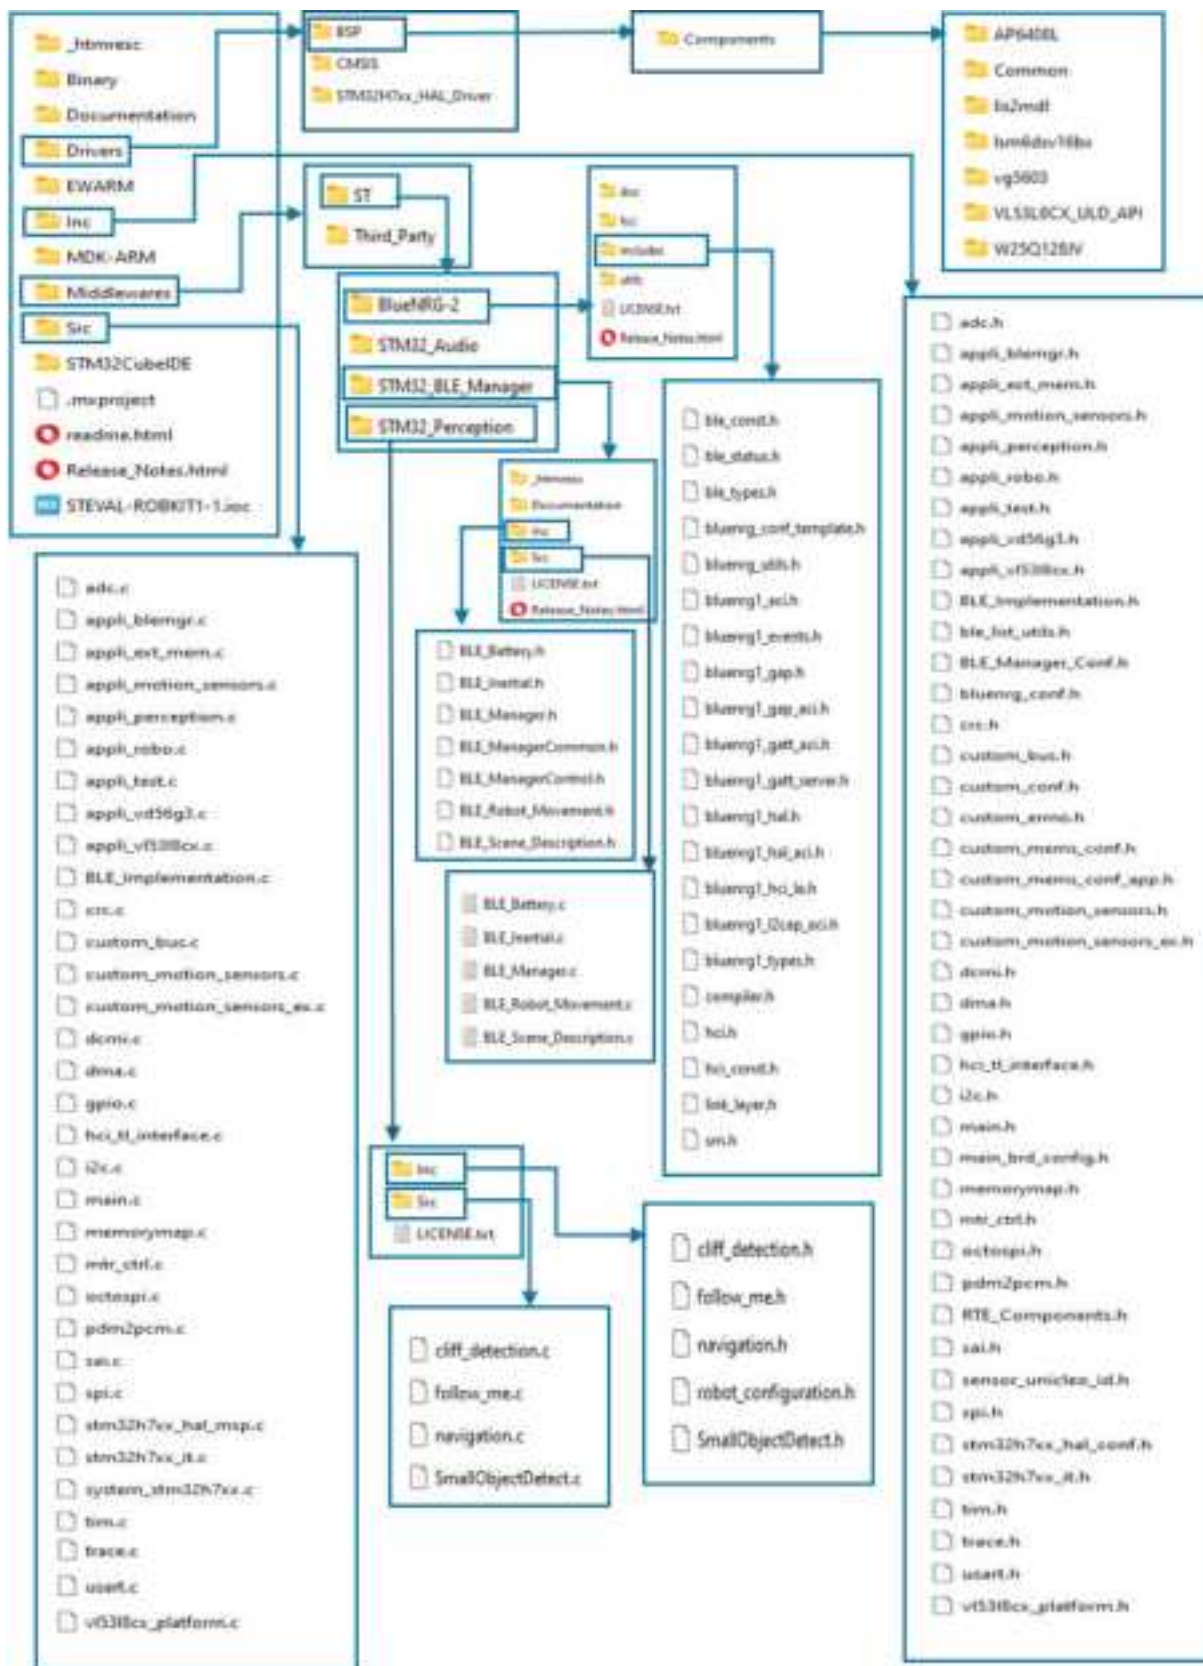 _htmresc
Binary
Documentation
Drivers
EWARM
Inc
MDK-ARM
Middlewares
Src
STM32CubeIDE
.mxproject
readme.html
Release_Notes.html
STEVAL-ROBKIT1-1.ioc
BSP
CMSIS
STM32H7xx_HAL_Driver
Components
AP6408L
Common
lis2mdl
lsm6dsv16bx
vg5603
VL53L8CX_ULD_API
W25Q128JV
ST
Third_Party
BlueNRG-2
STM32_Audio
STM32_BLE_Manager
STM32_Perception
doc
hci
includes
utils
LICENSE.txt
Release_Notes.html
_htmresc
Documentation
Inc
Src
LICENSE.txt
Release_Notes.html
BLE_Battery.h
BLE_Inertial.h
BLE_Manager.h
BLE_ManagerCommon.h
BLE_ManagerControl.h
BLE_Robot_Movement.h
BLE_Scene_Description.h
BLE_Battery.c
BLE_Inertial.c
BLE_Manager.c
BLE_Robot_Movement.c
BLE_Scene_Description.c
ble_const.h
ble_status.h
ble_types.h
bluenrg_conf_template.h
bluenrg_utils.h
bluenrg1_aci.h
bluenrg1_events.h
bluenrg1_gap.h
bluenrg1_gap_aci.h
bluenrg1_gatt_aci.h
bluenrg1_gatt_server.h
bluenrg1_hal.h
bluenrg1_hal_aci.h
bluenrg1_hci_le.h
bluenrg1_l2cap_aci.h
bluenrg1_types.h
compiler.h
hci.h
hci_const.h
link_layer.h
sm.h
adc.h
appli_blemgr.h
appli_ext_mem.h
appli_motion_sensors.h
appli_perception.h
appli_robo.h
appli_test.h
appli_vd56g3.h
appli_vl53l8cx.h
BLE_Implementation.h
ble_list_utils.h
BLE_Manager_Conf.h
bluenrg_conf.h
crc.h
custom_bus.h
custom_conf.h
custom_errno.h
custom_mems_conf.h
custom_mems_conf_app.h
custom_motion_sensors.h
custom_motion_sensors_ex.h
dcmi.h
dma.h
gpio.h
hci_tl_interface.h
i2c.h
main.h
main_brd_config.h
memorymap.h
mtr_ctrl.h
octospi.h
pdm2pcm.h
RTE_Components.h
sai.h
sensor_unicleo_id.h
spi.h
stm32h7xx_hal_conf.h
stm32h7xx_it.h
tim.h
trace.h
usart.h
vl53l8cx_platform.h
adc.c
appli_blemgr.c
appli_ext_mem.c
appli_motion_sensors.c
appli_perception.c
appli_robo.c
appli_test.c
appli_vd56g3.c
appli_vl53l8cx.c
BLE_Implementation.c
crc.c
custom_bus.c
custom_motion_sensors.c
custom_motion_sensors_ex.c
dcmi.c
dma.c
gpio.c
hci_tl_interface.c
i2c.c
main.c
memorymap.c
mtr_ctrl.c
octospi.c
pdm2pcm.c
sai.c
spi.c
stm32h7xx_hal_msp.c
stm32h7xx_it.c
system_stm32h7xx.c
tim.c
trace.c
usart.c
vl53l8cx_platform.c
Inc
Src
LICENSE.txt
cliff_detection.c
follow_me.c
navigation.c
SmallObjectDetect.c
cliff_detection.h
follow_me.h
navigation.h
robot_configuration.h
SmallObjectDetect.h